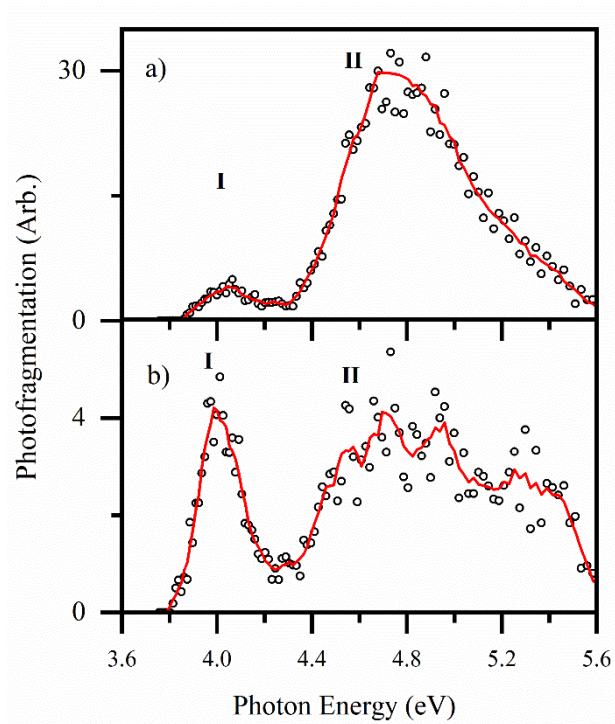 30
a)
II
I
Photofragmentation (Arb.)
0
I
b)
II
4
0
3.6 4.0 4.4 4.8 5.2 5.6
Photon Energy (eV)